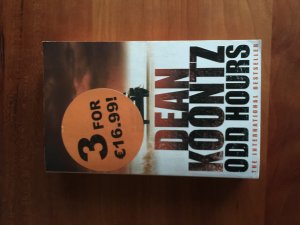 3 FOR
€16.99!
DEAN
KOONTZ
ODD HOURS
THE INTERNATIONAL BESTSELLER